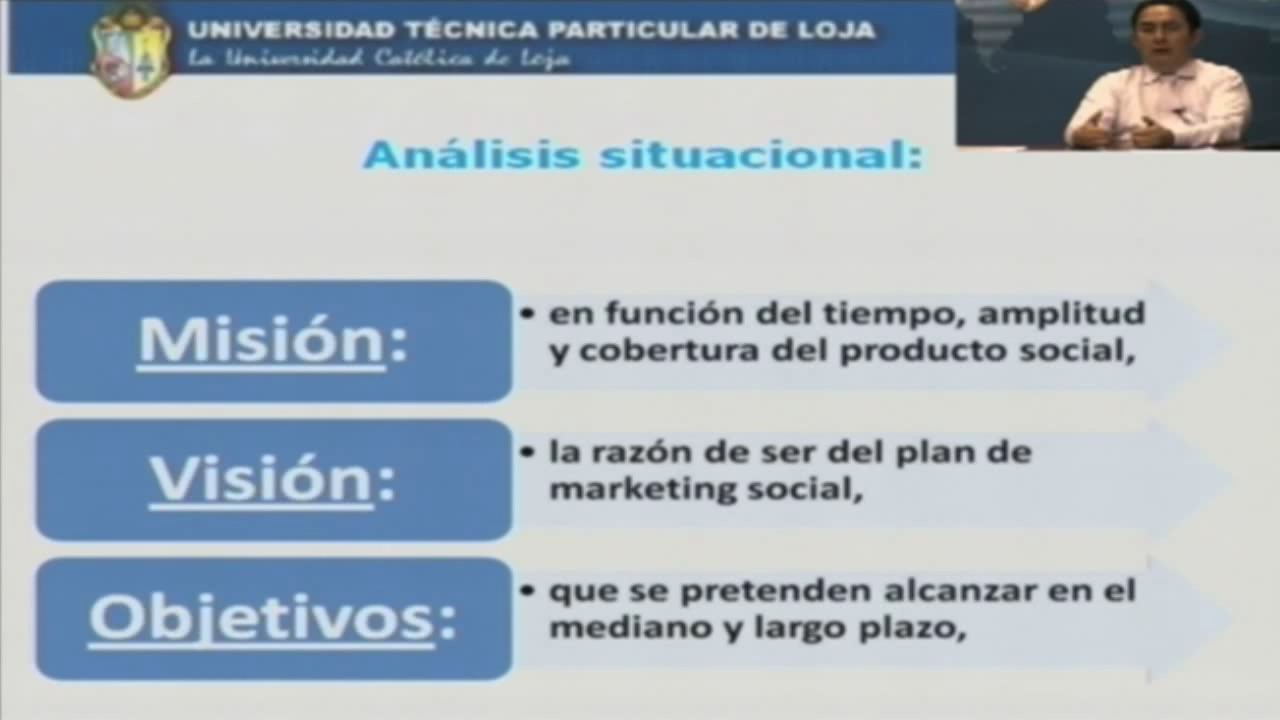 UNIVERSIDAD TÉCNICA PARTICULAR DE LOJA
La Universidad Católica de Loja
Análisis situacional:
Misión:
• en función del tiempo, amplitud
y cobertura del producto social,
Visión:
• la razón de ser del plan de
marketing social,
Objetivos:
• que se pretenden alcanzar en el
mediano y largo plazo,